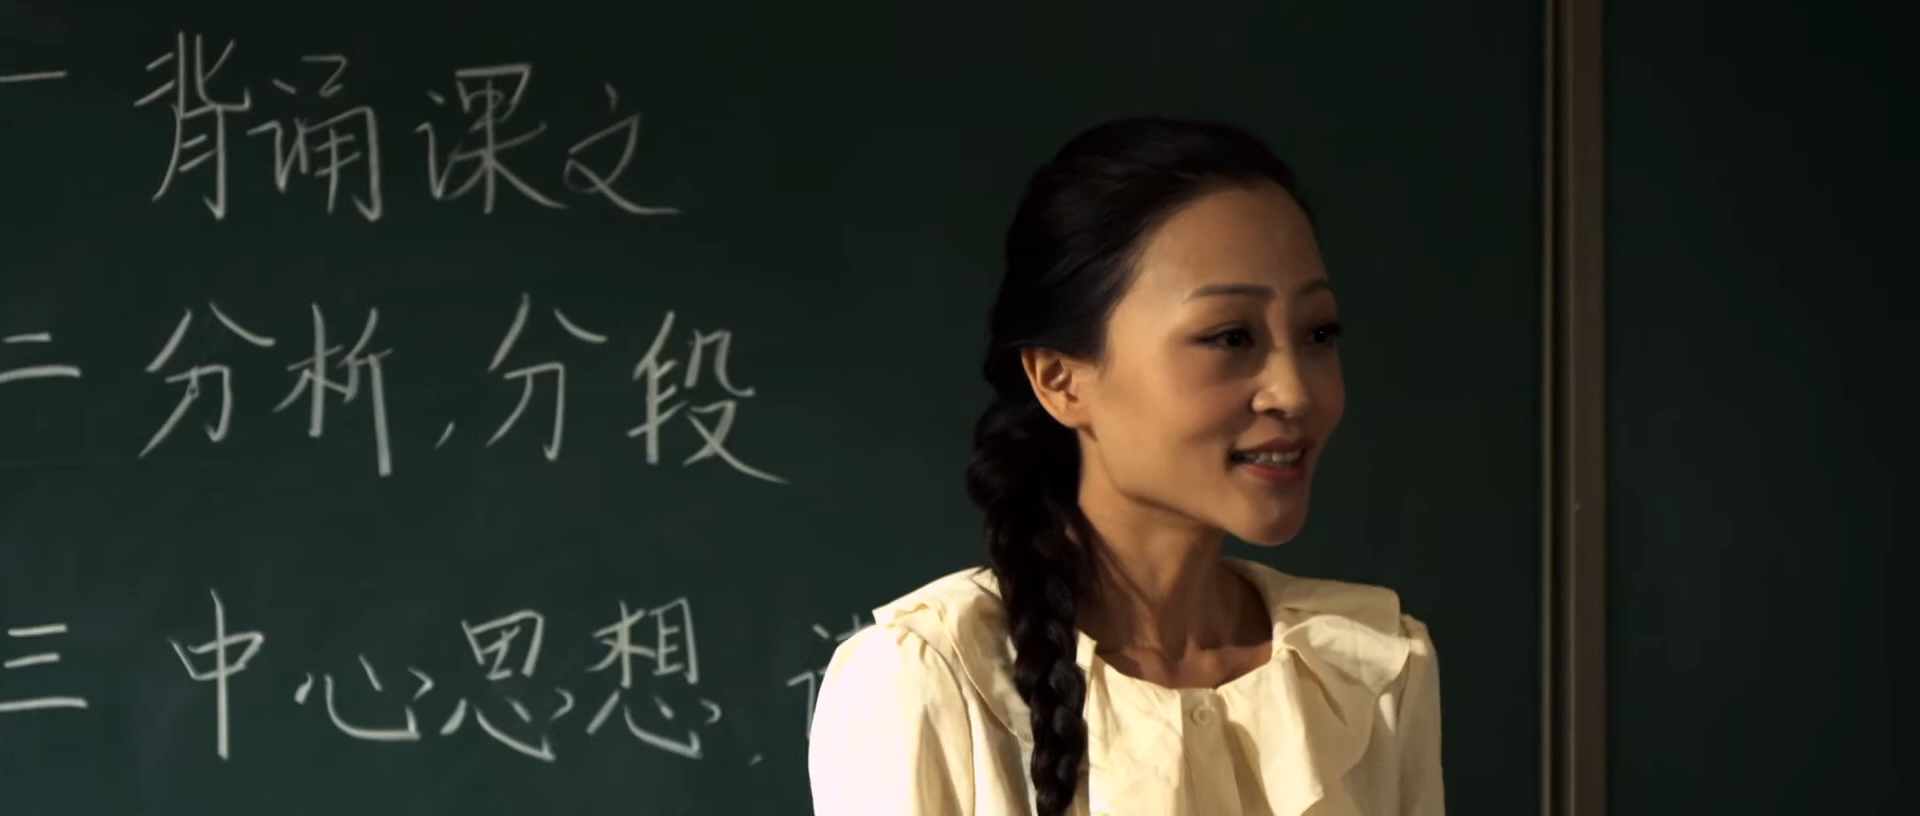 一 背诵课文
二 分析,分段
三 中心思想,